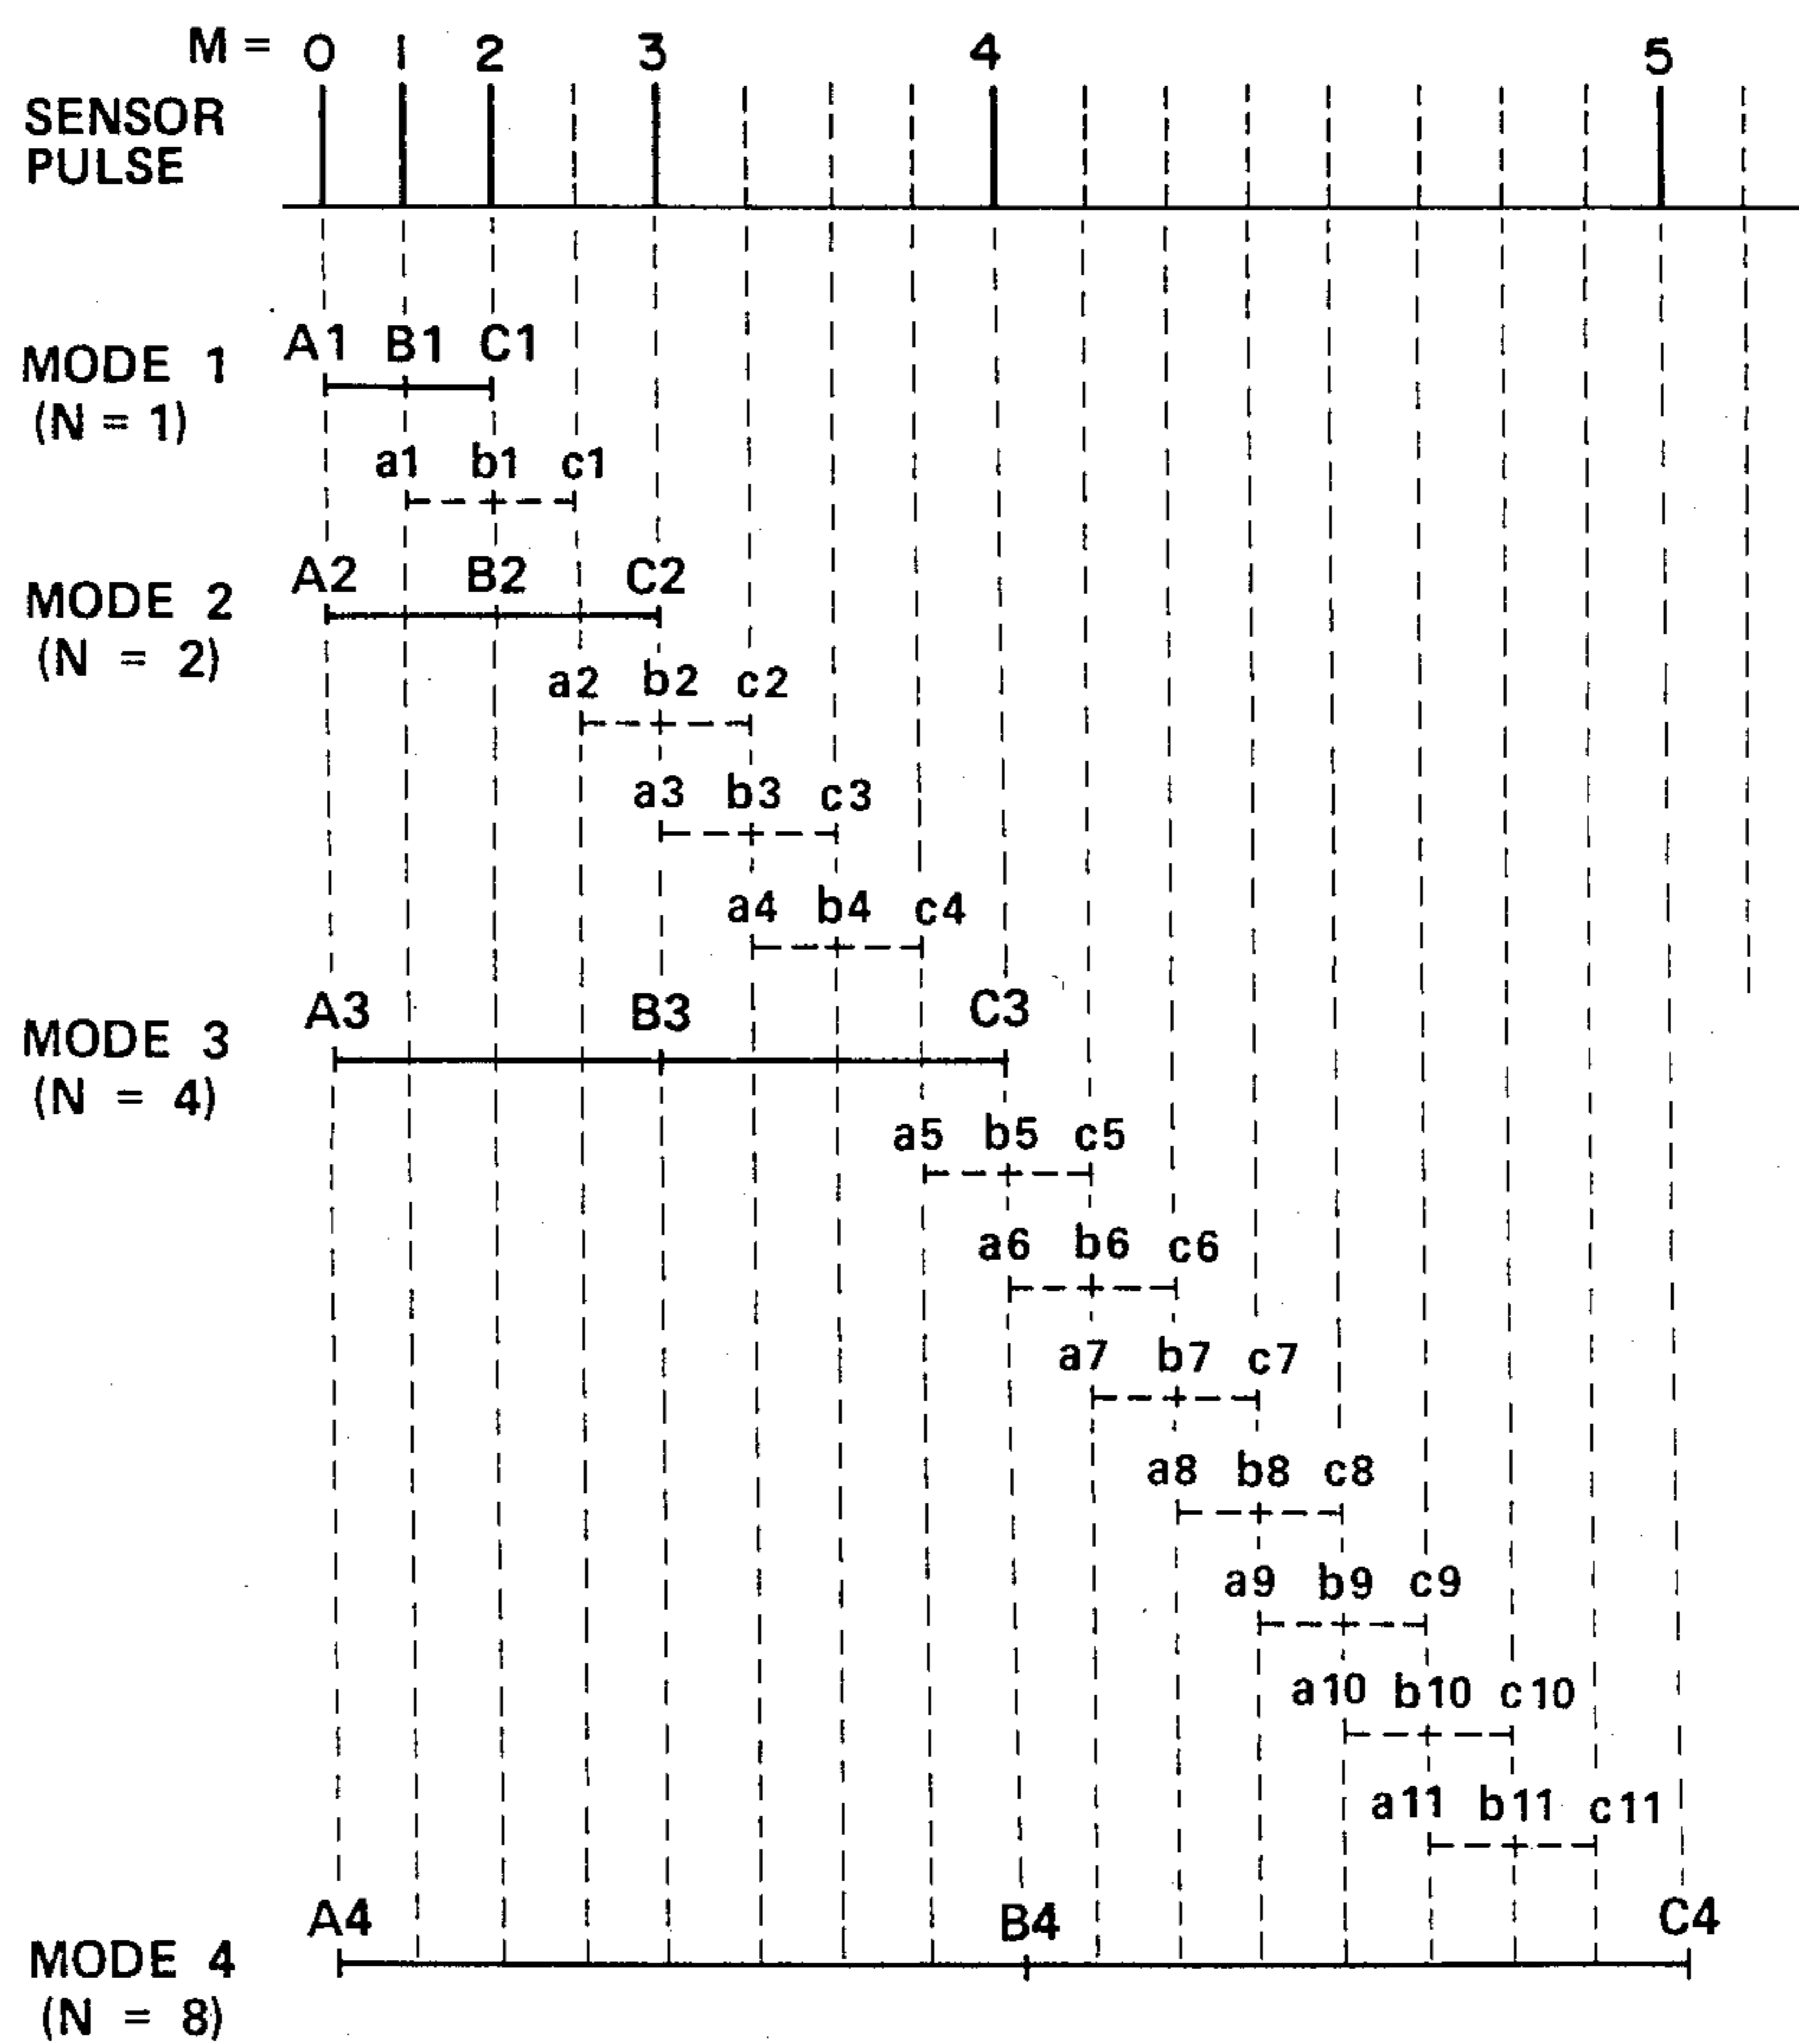 M = 0 1 2 3 4 5
SENSOR
PULSE
A1 B1 C1
MODE 1
(N = 1)
a1 b1 c1
A2 B2 C2
MODE 2
(N = 2)
a2 b2 c2
a3 b3 c3
a4 b4 c4
A3 B3 C3
MODE 3
(N = 4)
a5 b5 c5
a6 b6 c6
a7 b7 c7
a8 b8 c8
a9 b9 c9
a10 b10 c10
a11 b11 c11
A4 B4 C4
MODE 4
(N = 8)